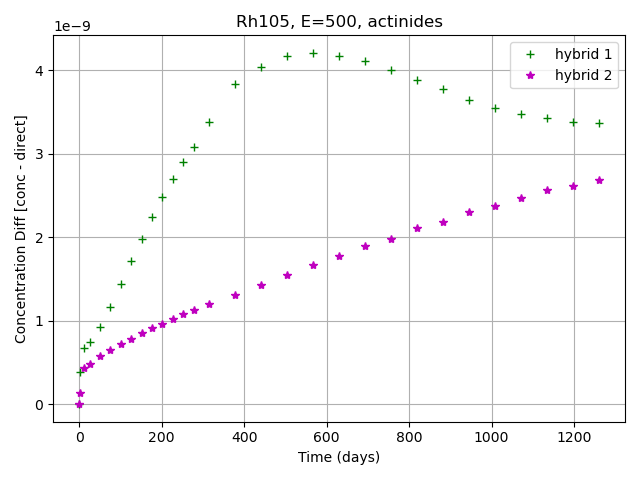 Rh105, E=500, actinides
1e−9
hybrid 1
hybrid 2
Concentration Diff [conc - direct]
4
3
2
1
0
0 200 400 600 800 1000 1200
Time (days)